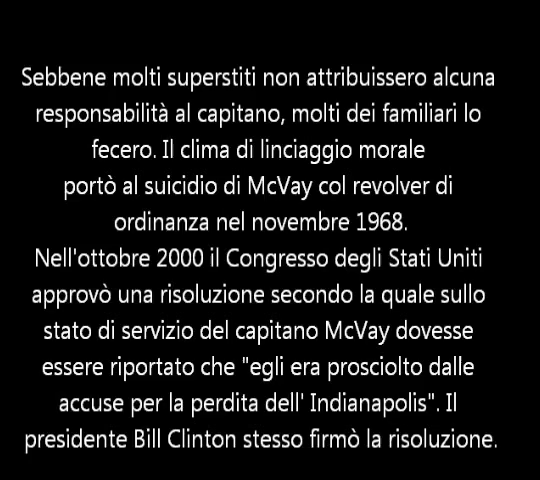 Sebbene molti superstiti non attribuissero alcuna
responsabilità al capitano, molti dei familiari lo
fecero. Il clima di linciaggio morale
portò al suicidio di McVay col revolver di
ordinanza nel novembre 1968.
Nell'ottobre 2000 il Congresso degli Stati Uniti
approvò una risoluzione secondo la quale sullo
stato di servizio del capitano McVay dovesse
essere riportato che "egli era prosciolto dalle
accuse per la perdita dell' Indianapolis". Il
presidente Bill Clinton stesso firmò la risoluzione.